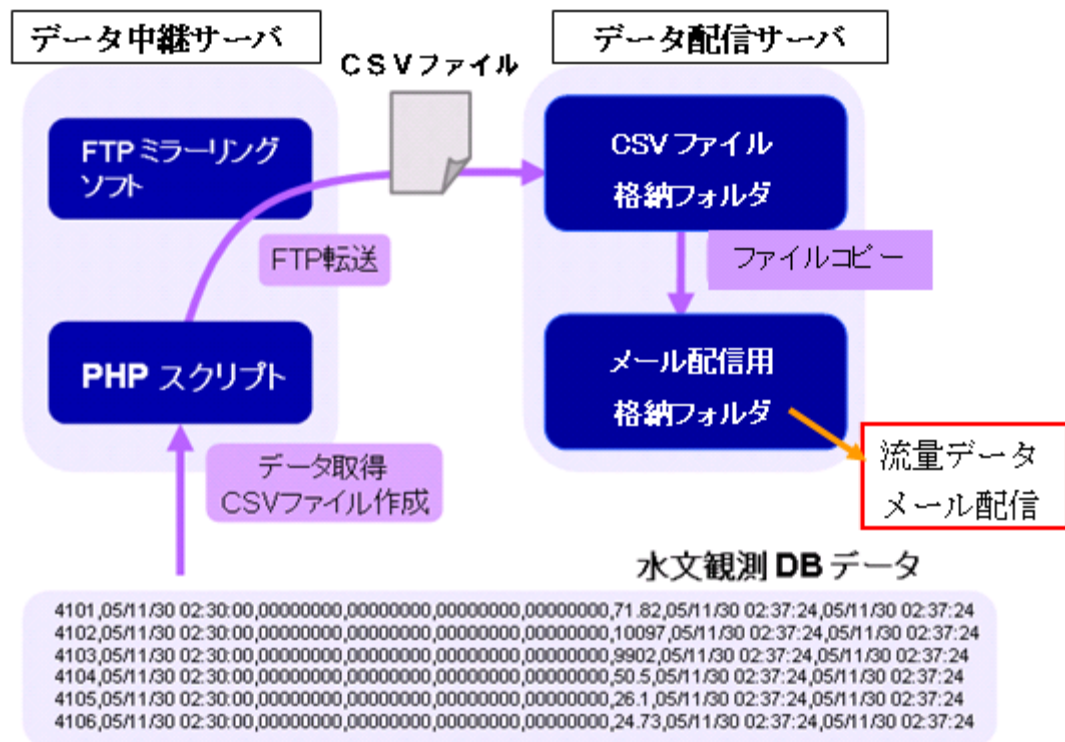 データ中継サーバ
データ配信サーバ
CSVファイル
FTPミラーリング
ソフト
CSVファイル
格納フォルダ
FTP転送
ファイルコピー
PHP スクリプト
メール配信用
格納フォルダ
データ取得
CSVファイル作成
流量データ
メール配信
水文観測 DB データ
4101,05/11/30 02:30:00,00000000,00000000,00000000,00000000,71.82,05/11/30 02:37:24,05/11/30 02:37:24
4102,05/11/30 02:30:00,00000000,00000000,00000000,00000000,10097,05/11/30 02:37:24,05/11/30 02:37:24
4103,05/11/30 02:30:00,00000000,00000000,00000000,00000000,9902,05/11/30 02:37:24,05/11/30 02:37:24
4104,05/11/30 02:30:00,00000000,00000000,00000000,00000000,50.5,05/11/30 02:37:24,05/11/30 02:37:24
4105,05/11/30 02:30:00,00000000,00000000,00000000,00000000,26.1,05/11/30 02:37:24,05/11/30 02:37:24
4106,05/11/30 02:30:00,00000000,00000000,00000000,00000000,24.73,05/11/30 02:37:24,05/11/30 02:37:24